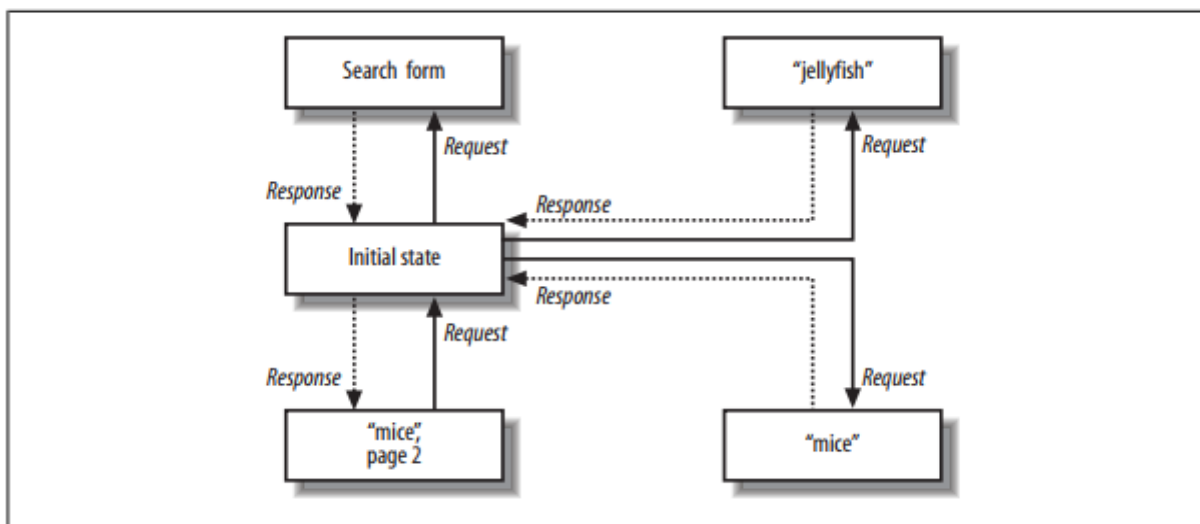 Search form
"jellyfish"
Request
Request
Response
Response
Initial state
Response
Request
Response
Request
"mice",
page 2
"mice"